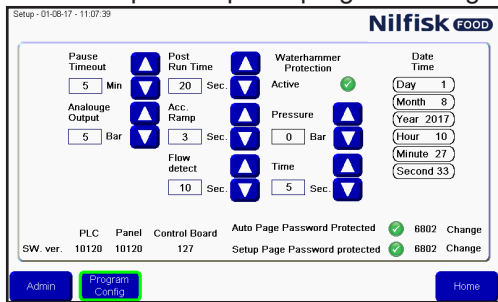 Setup - 01-08-17 - 11:07:39
Nilfisk FOOD
Pause
Timeout
5 Min
Post
Run Time
20 Sec.
Waterhammer
Protection
Active
Date
Time
Day 1
Month 8
Year 2017
Hour 10
Minute 27
Second 33
Analouge
Output
5 Bar
Acc.
Ramp
3 Sec.
Pressure
0 Bar
Flow
detect
10 Sec.
Time
5 Sec.
PLC Panel Control Board
SW. ver. 10120 10120 127
Auto Page Password Protected 6802 Change
Setup Page Password protected 6802 Change
Admin
Program
Config
Home